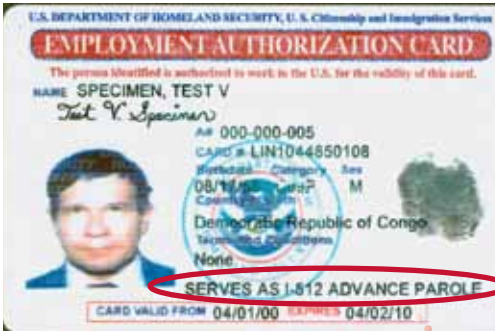 U.S. DEPARTMENT OF HOMELAND SECURITY, U. S. Citizenship and Immigration Services
EMPLOYMENT AUTHORIZATION CARD
The person identified is authorized to work in the U.S. for the validity of this card.
NAME SPECIMEN, TEST V
Test V. Specimen
A# 000-000-005
CARD # LIN1044650108
Birthdate Category Sex
M
Country of Birth
Democratic Republic of Congo
Terms and Conditions
None
SERVES AS I-512 ADVANCE PAROLE
CARD VALID FROM 04/01/00 EXPIRES 04/02/10